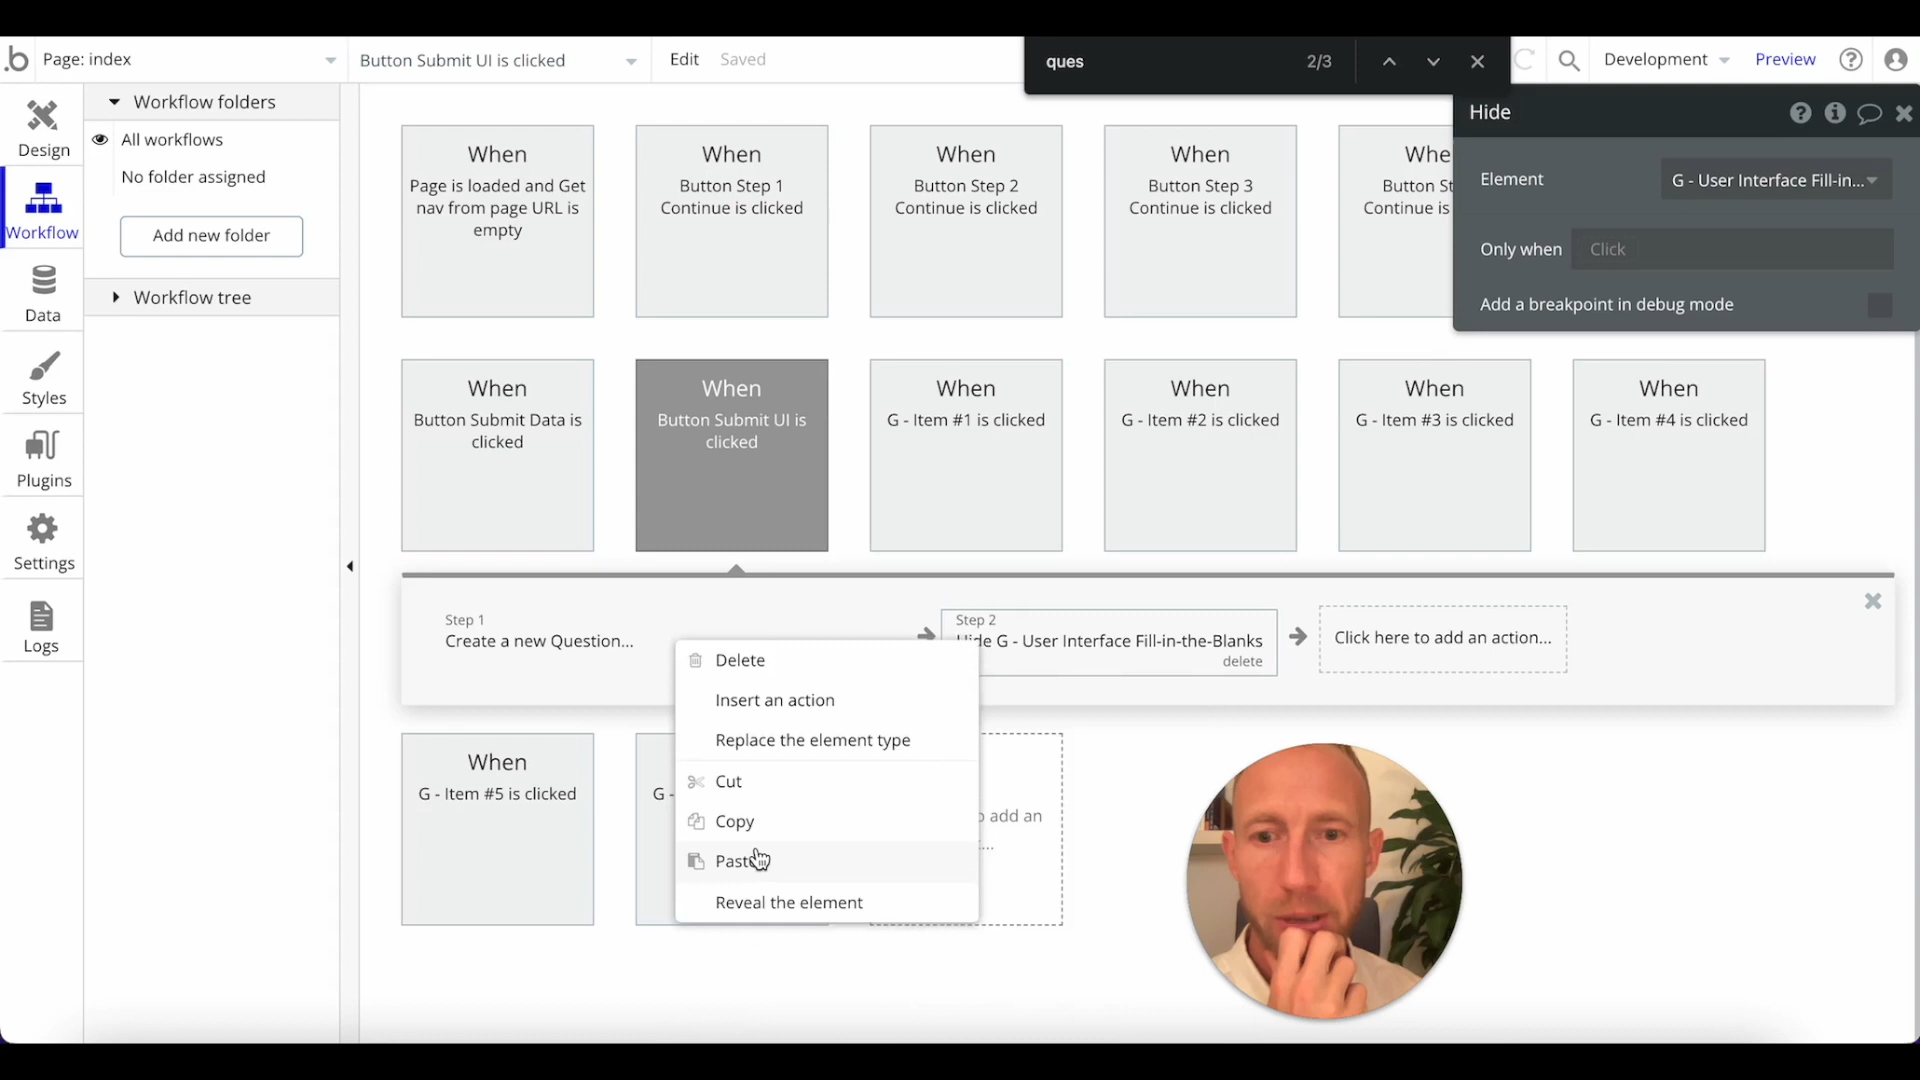 .b
Page: index
Button Submit UI is clicked
Edit
Saved
ques
2/3
Development
Preview
Design
Workflow
Data
Styles
Plugins
Settings
Logs
Workflow folders
All workflows
No folder assigned
Add new folder
Workflow tree
Hide
Element
G - User Interface Fill-in...
Only when
Click
Add a breakpoint in debug mode
When
Page is loaded and Get
nav from page URL is
empty
When
Button Step 1
Continue is clicked
When
Button Step 2
Continue is clicked
When
Button Step 3
Continue is clicked
Whe
Button St
Continue is
When
Button Submit Data is
clicked
When
Button Submit UI is
clicked
When
G - Item #1 is clicked
When
G - Item #2 is clicked
When
G - Item #3 is clicked
When
G - Item #4 is clicked
Step 1
Create a new Question...
Step 2
Hide G - User Interface Fill-in-the-Blanks
delete
Click here to add an action...
Delete
Insert an action
Replace the element type
Cut
Copy
Paste
Reveal the element
When
G - Item #5 is clicked
G -
o add an
...